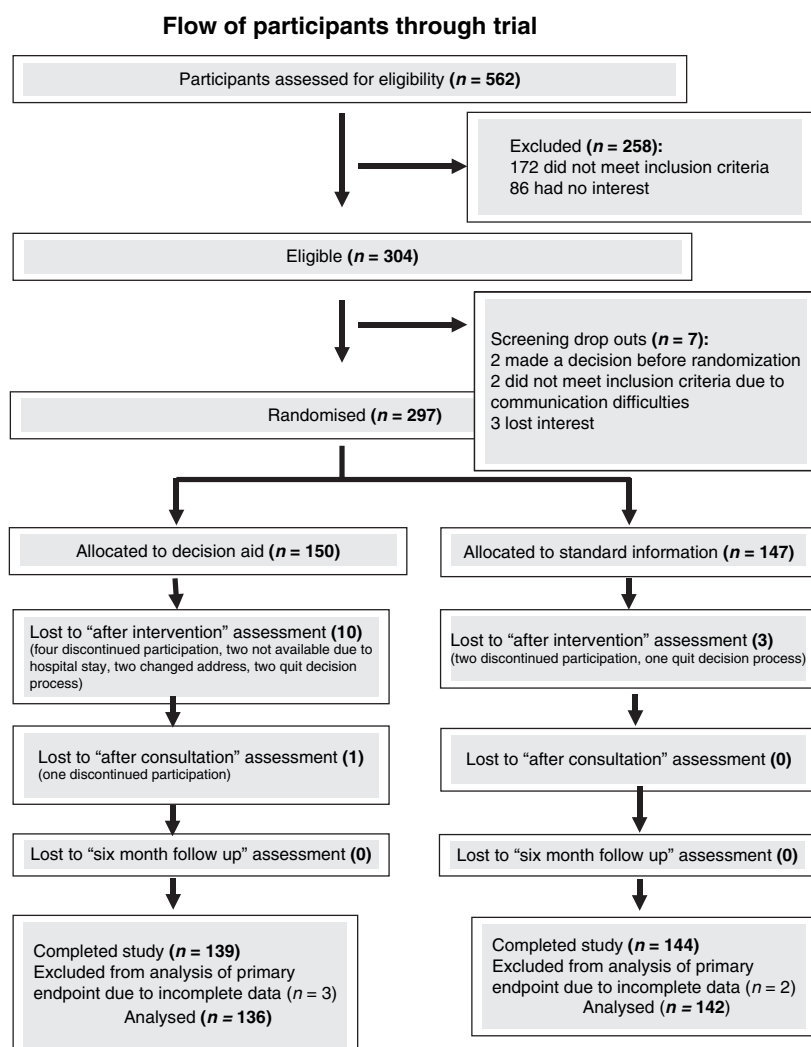 Flow of participants through trial
Participants assessed for eligibility (n = 562)
Excluded (n = 258):
172 did not meet inclusion criteria
86 had no interest
Eligible (n = 304)
Screening drop outs (n = 7):
2 made a decision before randomization
2 did not meet inclusion criteria due to
communication difficulties
3 lost interest
Randomised (n = 297)
Allocated to decision aid (n = 150)
Lost to “after intervention” assessment (10)
(four discontinued participation, two not available due to
hospital stay, two changed address, two quit decision
process)
Lost to “after consultation” assessment (1)
(one discontinued participation)
Lost to “six month follow up” assessment (0)
Completed study (n = 139)
Excluded from analysis of primary
endpoint due to incomplete data (n = 3)
Analysed (n = 136)
Allocated to standard information (n = 147)
Lost to “after intervention” assessment (3)
(two discontinued participation, one quit decision process)
Lost to “after consultation” assessment (0)
Lost to “six month follow up” assessment (0)
Completed study (n = 144)
Excluded from analysis of primary
endpoint due to incomplete data (n = 2)
Analysed (n = 142)